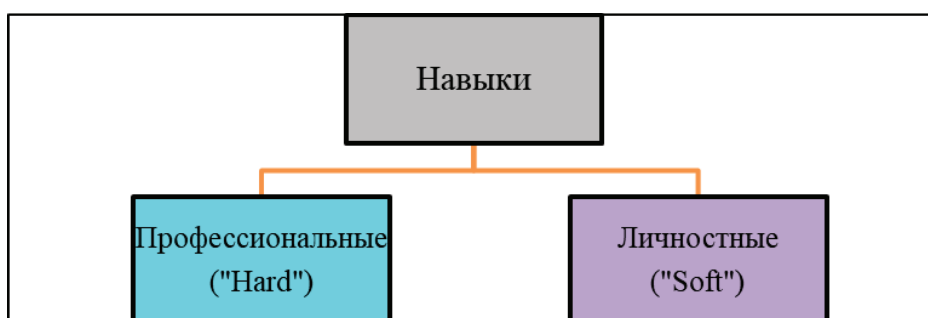 Навыки
Профессиональные
("Hard")
Личностные
("Soft")